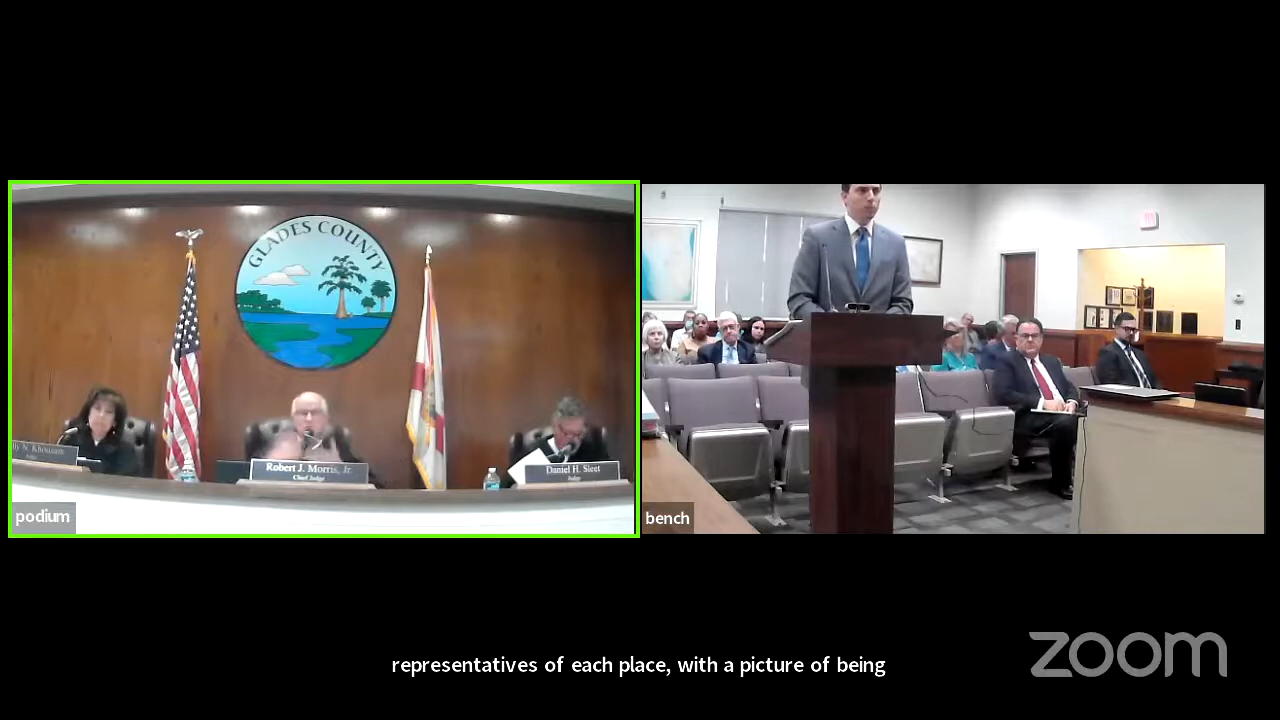 GLADES COUNTY
N. Khouzam
Robert J. Morris, Jr.
Chief Judge
Daniel H. Sleet
Judge
podium
bench
representatives of each place, with a picture of being
zoom